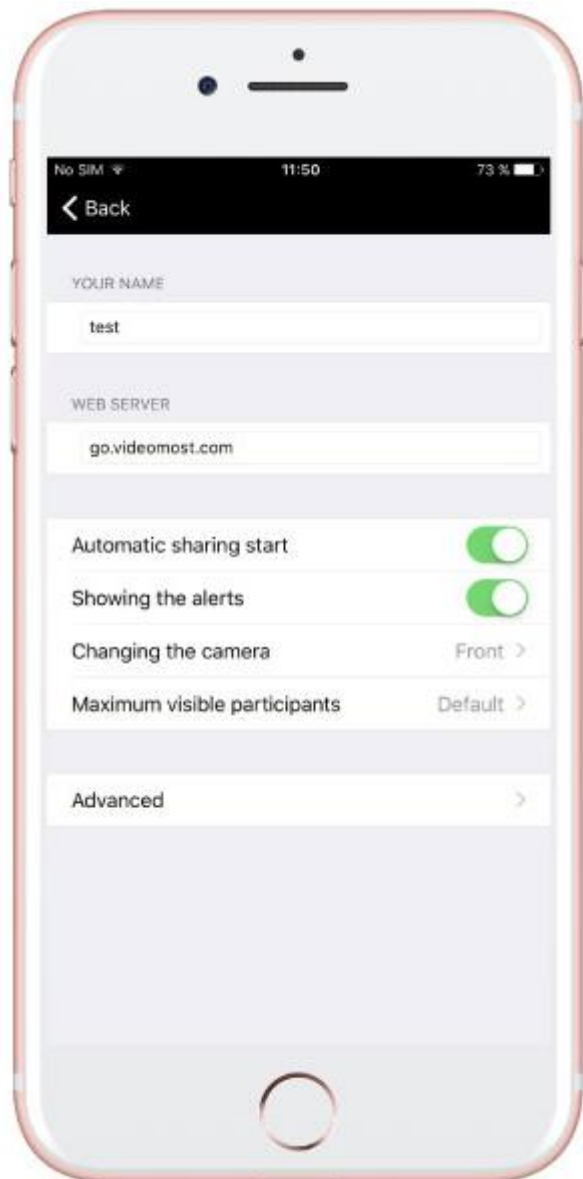 No SIM 11:50 73 %
Back
YOUR NAME
test
WEB SERVER
go.videomost.com
Automatic sharing start
Showing the alerts
Changing the camera Front
Maximum visible participants Default
Advanced